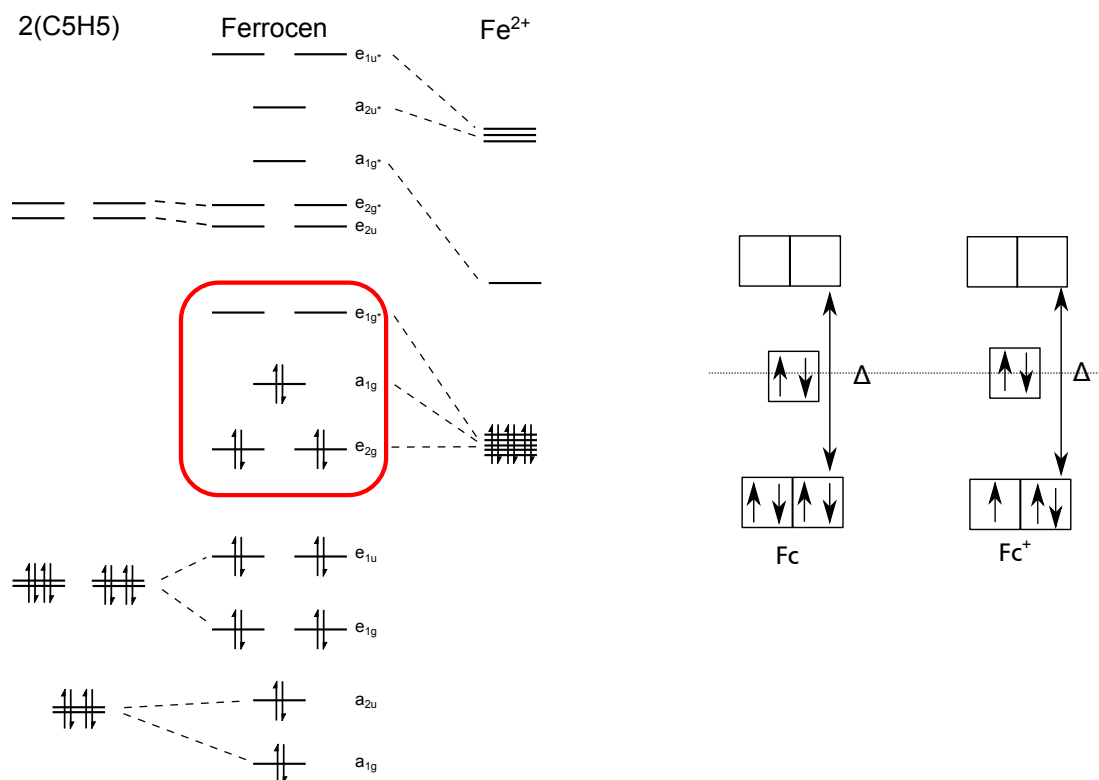 2(C5H5) Ferrocen Fe²⁺
e₁ᵤ*
a₂ᵤ*
a₁g*
e₂g*
e₂ᵤ
e₁g*
a₁g
e₂g
e₁ᵤ
e₁g
a₂ᵤ
a₁g
Δ Δ
Fc Fc⁺